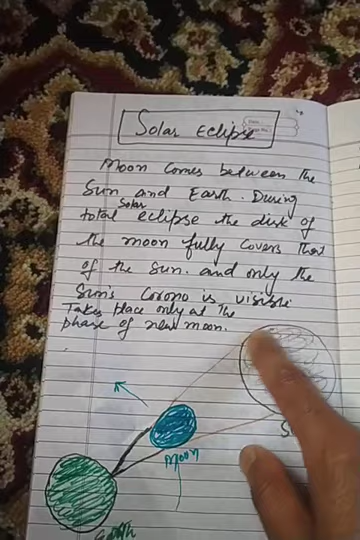 Solar Eclipse
Moon Comes between the
Sun and Earth. During
total Solar eclipse the disk of
the moon fully covers that
of the Sun. and only the
Sun's Corono is visible
Takes place only at the
phase of new moon.
S
Moon
Earth